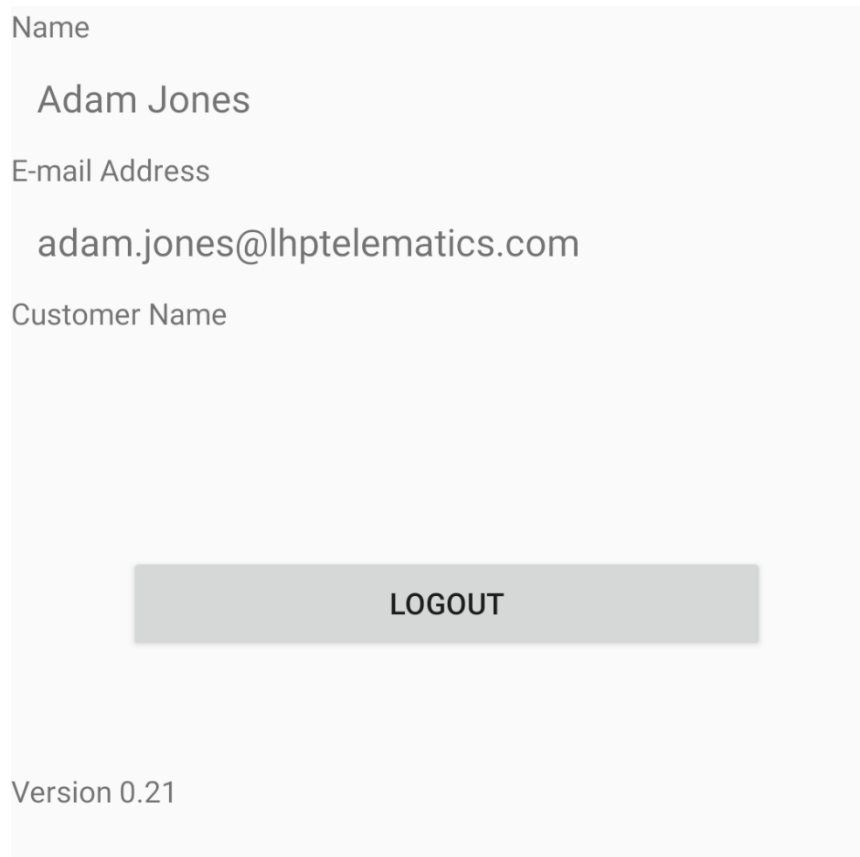 Name
Adam Jones
E-mail Address
adam.jones@lhptelematics.com
Customer Name
LOGOUT
Version 0.21